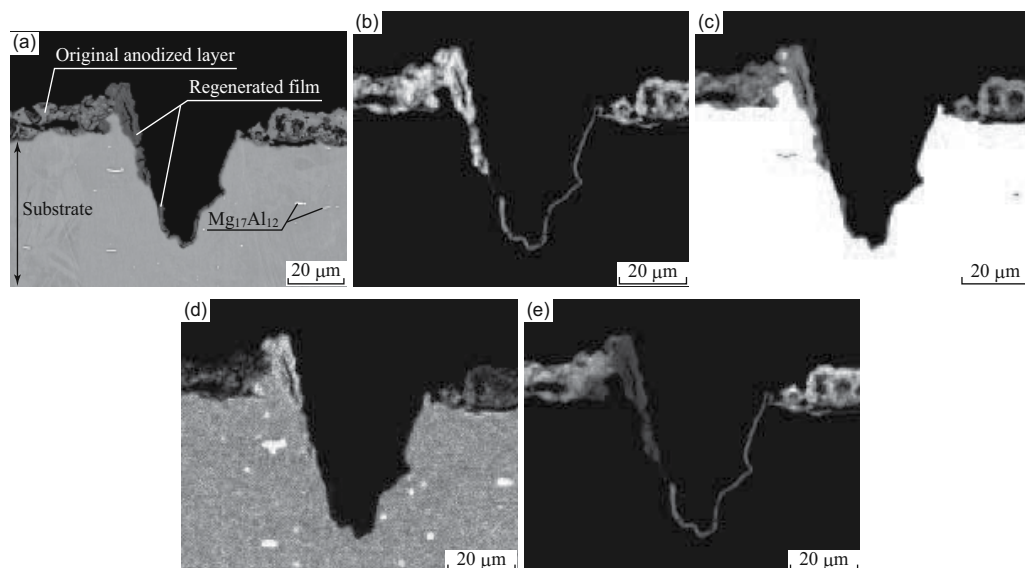 (a)
Original anodized layer
Regenerated film
Substrate
Mg₁₇Al₁₂
20 μm
(b)
20 μm
(c)
20 μm
(d)
20 μm
(e)
20 μm